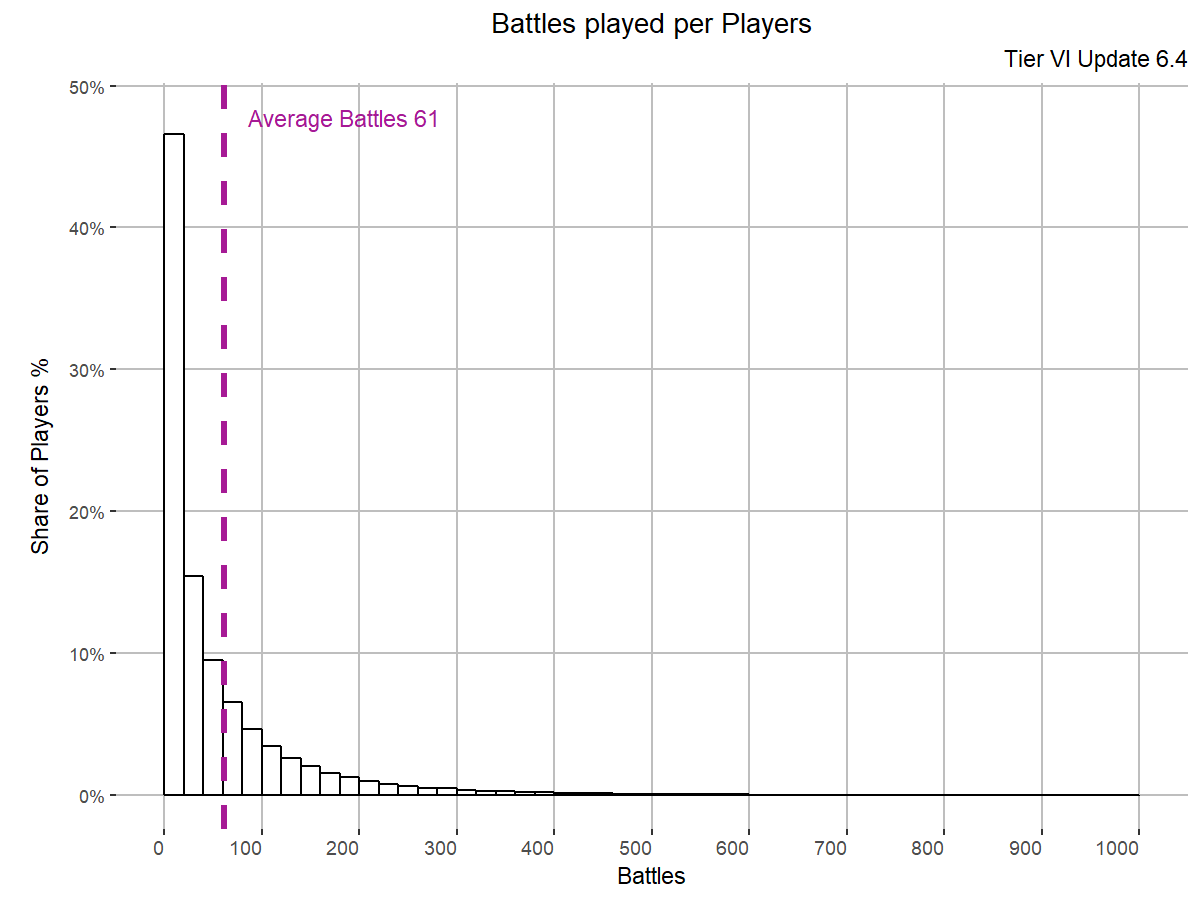 Battles played per Players
Tier VI Update 6.4
50%
Average Battles 61
40%
30%
Share of Players %
20%
10%
0%
0 100 200 300 400 500 600 700 800 900 1000
Battles